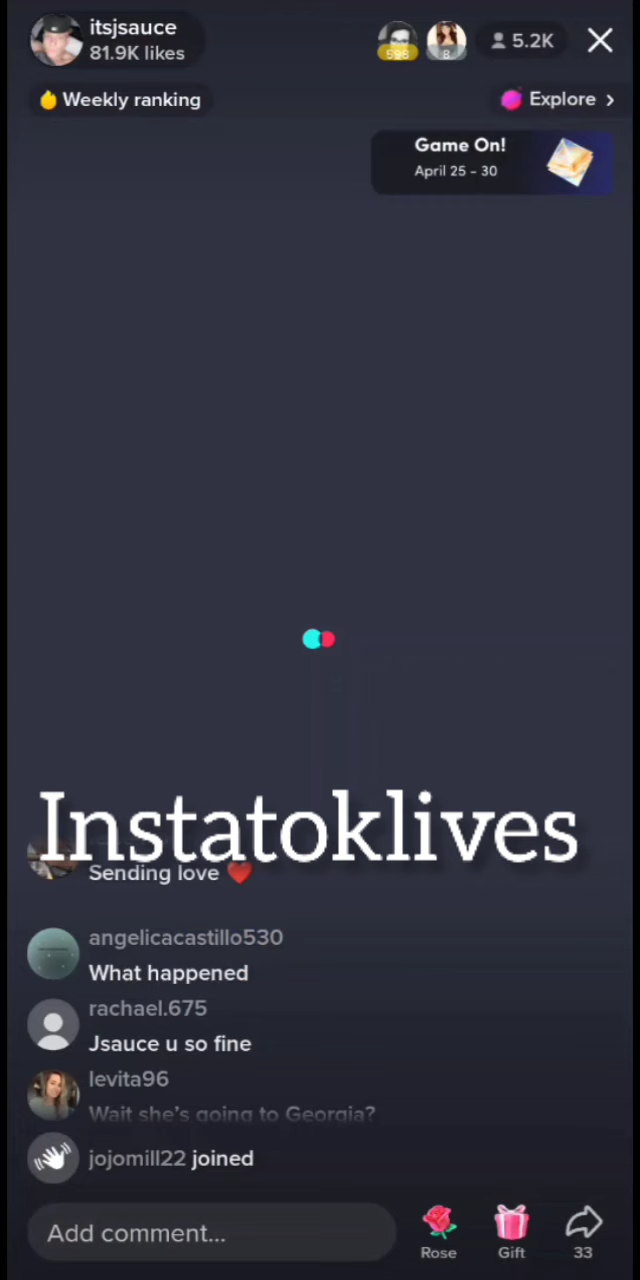 itsjsauce
81.9K likes
598
8
5.2K
Weekly ranking
Explore >
Game On!
April 25 - 30
Instatoklives
Sending love ❤️
angelicacastillo530
What happened
rachael.675
Jsauce u so fine
levita96
Wait she's going to Georgia?
jojomill22 joined
Add comment...
Rose
Gift
33